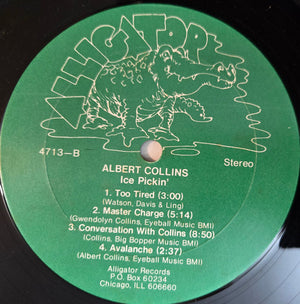 ALLIGATOR
4713-B
Stereo
ALBERT COLLINS
Ice Pickin'
1. Too Tired (3:00)
(Watson, Davis & Ling)
2. Master Charge (5:14)
(Gwendolyn Collins, Eyeball Music BMI)
3. Conversation With Collins (8:50)
(Collins, Big Bopper Music BMI)
4. Avalanche (2:37)
(Albert Collins, Eyeball Music BMI)
Alligator Records
P.O. Box 60234
Chicago, ILL 606660